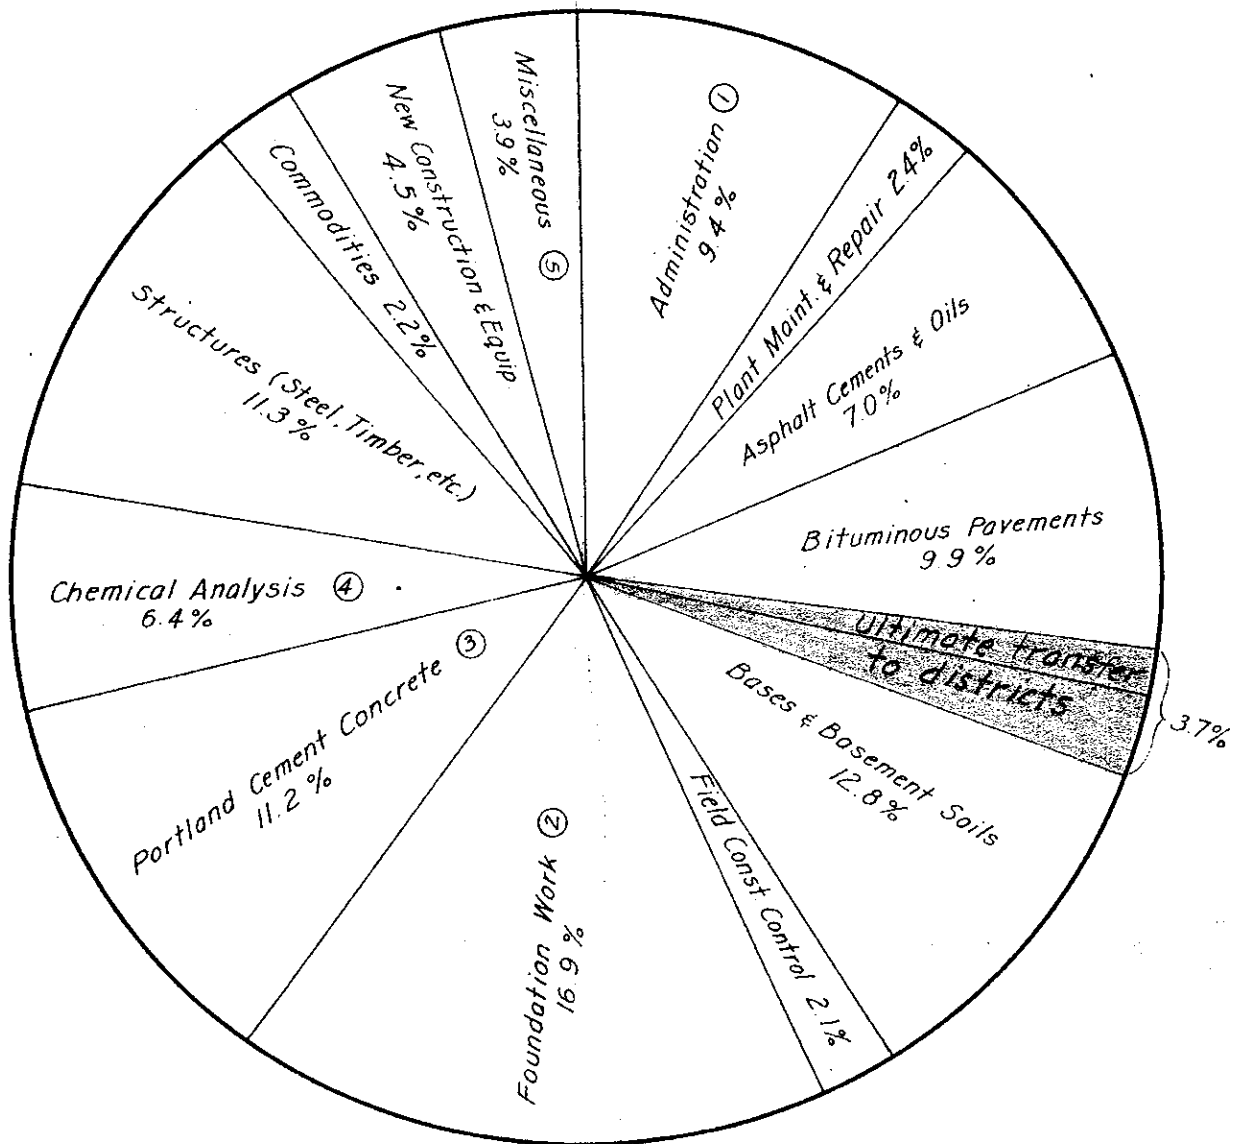 Administration ①
9.4 %
Plant Maint. & Repair 2.4%
Asphalt Cements & Oils
7.0%
Bituminous Pavements
9.9 %
ultimate transfer
to districts
3.7%
Bases & Basement Soils
12.8%
Field Const Control 2.1%
Foundation Work ②
16.9 %
Portland Cement Concrete ③
11.2 %
Chemical Analysis ④
6.4%
Structures (Steel, Timber, etc.)
11.3 %
Commodities 2.2%
New Construction & Equip.
4.5 %
Miscellaneous ⑤
3.9 %